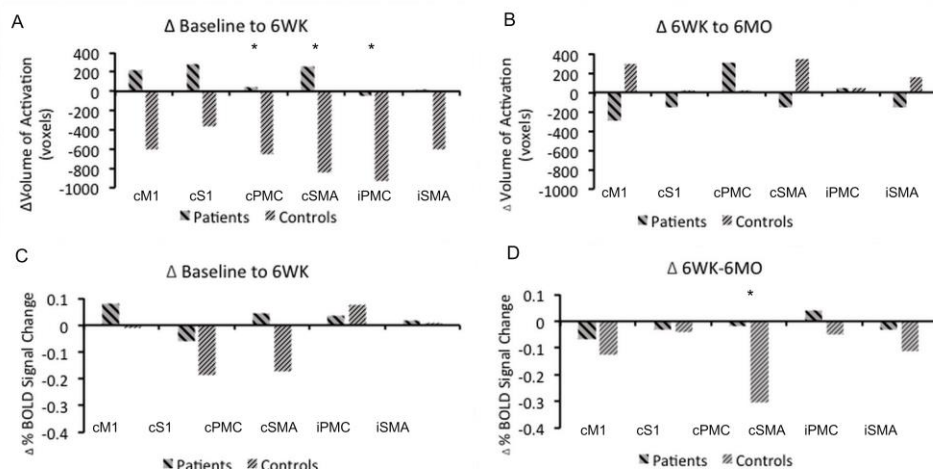 A
Δ Baseline to 6WK
* * *
400
200
0
-200
-400
-600
-800
-1000
ΔVolume of Activation
(voxels)
cM1 cS1 cPMC cSMA iPMC iSMA
Patients Controls
B
Δ 6WK to 6MO
400
200
0
-200
-400
-600
-800
-1000
Δ Volume of Activation
(voxels)
cM1 cS1 cPMC cSMA iPMC iSMA
Patients Controls
C
Δ Baseline to 6WK
0.1
0
-0.1
-0.2
-0.3
-0.4
Δ % BOLD Signal Change
cM1 cS1 cPMC cSMA iPMC iSMA
Patients Controls
D
Δ 6WK-6MO
*
0.1
0
-0.1
-0.2
-0.3
-0.4
Δ % BOLD Signal Change
cM1 cS1 cPMC cSMA iPMC iSMA
Patients Controls